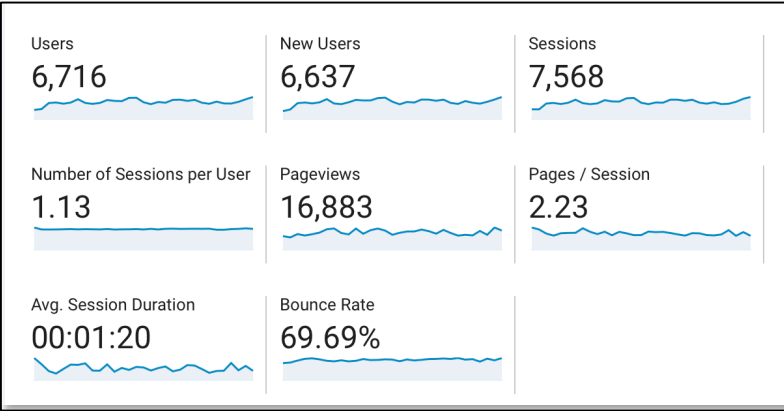 Users
6,716
New Users
6,637
Sessions
7,568
Number of Sessions per User
1.13
Pageviews
16,883
Pages / Session
2.23
Avg. Session Duration
00:01:20
Bounce Rate
69.69%